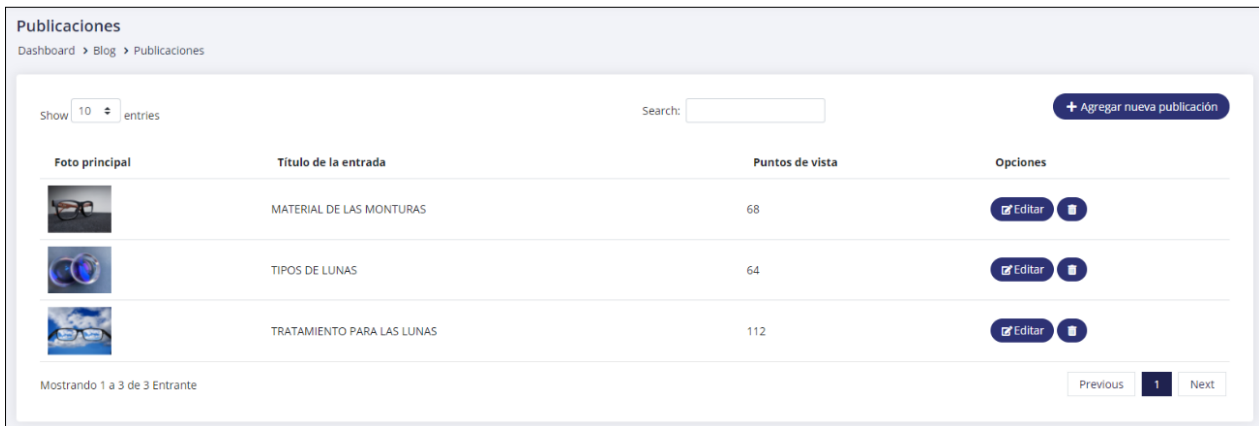 Publicaciones
Dashboard > Blog > Publicaciones
Show 10 entries Search: + Agregar nueva publicación
Foto principal Título de la entrada Puntos de vista Opciones
MATERIAL DE LAS MONTURAS 68 Editar
TIPOS DE LUNAS 64 Editar
TRATAMIENTO PARA LAS LUNAS 112 Editar
Mostrando 1 a 3 de 3 Entrante Previous 1 Next